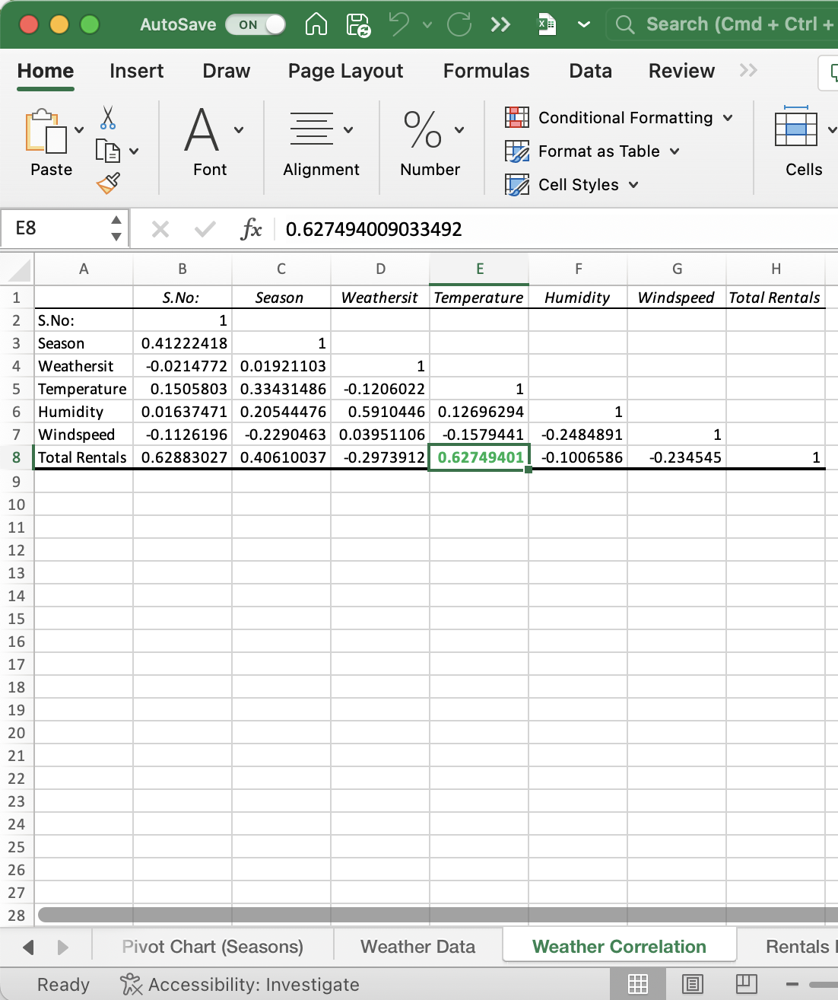 AutoSave ON Search (Cmd + Ctrl +
Home Insert Draw Page Layout Formulas Data Review
Paste Font Alignment % Number Conditional Formatting
Format as Table
Cell Styles
Cells
E8 fx 0.627494009033492
A B C D E F G H
1 S.No: Season Weathersit Temperature Humidity Windspeed Total Rentals
2 S.No: 1
3 Season 0.41222418 1
4 Weathersit -0.0214772 0.01921103 1
5 Temperature 0.1505803 0.33431486 -0.1206022 1
6 Humidity 0.01637471 0.20544476 0.5910446 0.12696294 1
7 Windspeed -0.1126196 -0.2290463 0.03951106 -0.1579441 -0.2484891 1
8 Total Rentals 0.62883027 0.40610037 -0.2973912 0.62749401 -0.1006586 -0.234545 1
9
10
11
12
13
14
15
16
17
18
19
20
21
22
23
24
25
26
27
28
Pivot Chart (Seasons) Weather Data Weather Correlation Rentals
Ready Accessibility: Investigate